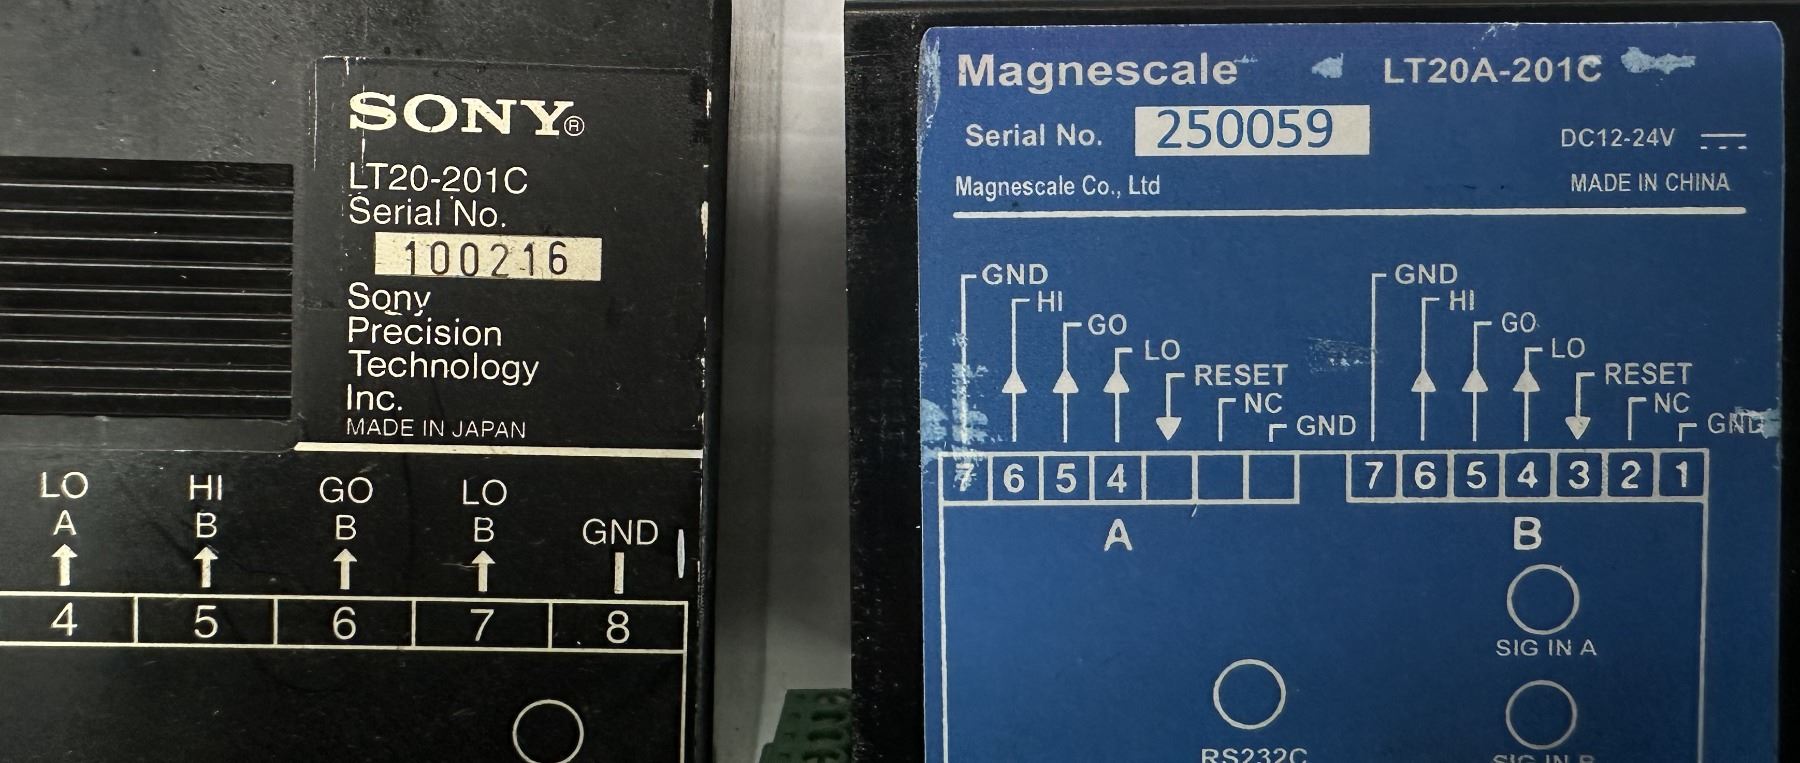 SONY®
LT20-201C
Serial No.
100216
Sony
Precision
Technology
Inc.
MADE IN JAPAN
LO HI GO LO
A B B B GND
4 5 6 7 8
Magnescale LT20A-201C
Serial No. 250059 DC12-24V
Magnescale Co., Ltd MADE IN CHINA
GND GND
HI HI
GO GO
LO LO
RESET RESET
NC NC
GND GND
7 6 5 4 7 6 5 4 3 2 1
A B
SIG IN A
RS232C
SIG IN B